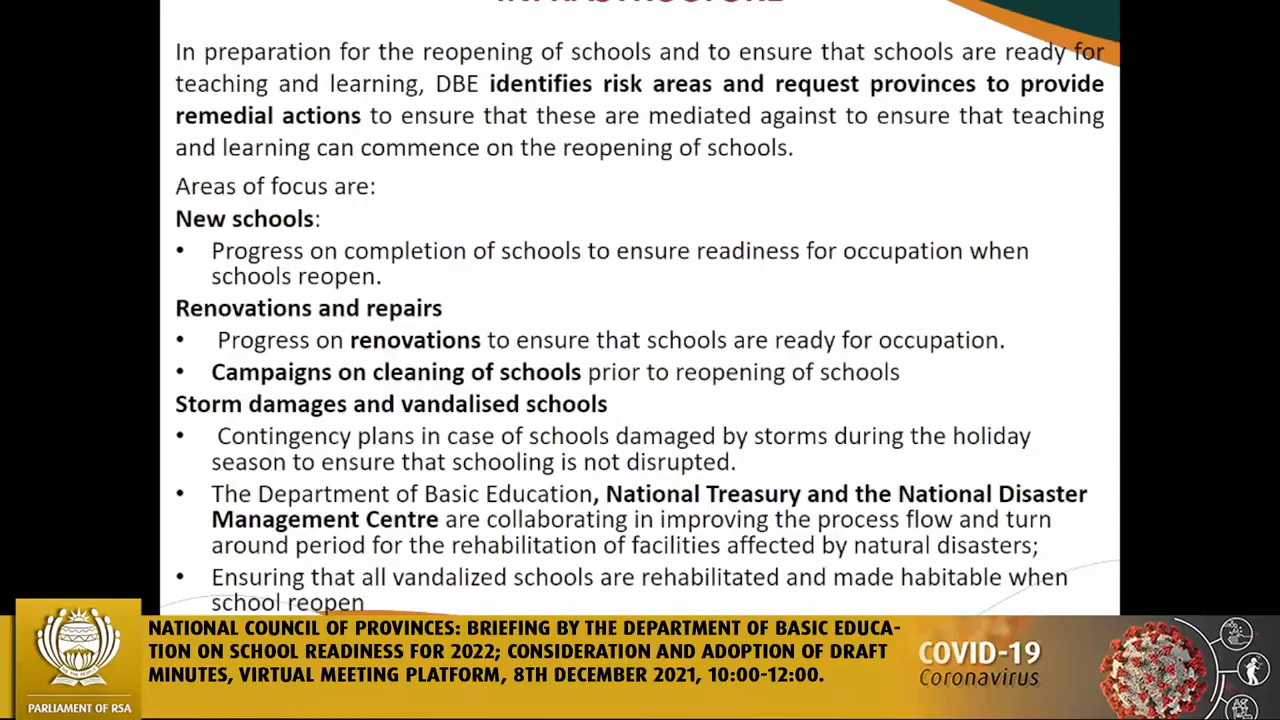 INFRASTRUCTURE
In preparation for the reopening of schools and to ensure that schools are ready for
teaching and learning, DBE identifies risk areas and request provinces to provide
remedial actions to ensure that these are mediated against to ensure that teaching
and learning can commence on the reopening of schools.
Areas of focus are:
New schools:
• Progress on completion of schools to ensure readiness for occupation when
schools reopen.
Renovations and repairs
• Progress on renovations to ensure that schools are ready for occupation.
• Campaigns on cleaning of schools prior to reopening of schools
Storm damages and vandalised schools
• Contingency plans in case of schools damaged by storms during the holiday
season to ensure that schooling is not disrupted.
• The Department of Basic Education, National Treasury and the National Disaster
Management Centre are collaborating in improving the process flow and turn
around period for the rehabilitation of facilities affected by natural disasters;
• Ensuring that all vandalized schools are rehabilitated and made habitable when
school reopen
NATIONAL COUNCIL OF PROVINCES: BRIEFING BY THE DEPARTMENT OF BASIC EDUCA-
TION ON SCHOOL READINESS FOR 2022; CONSIDERATION AND ADOPTION OF DRAFT
MINUTES, VIRTUAL MEETING PLATFORM, 8TH DECEMBER 2021, 10:00-12:00.
PARLIAMENT OF RSA
COVID-19
Coronavirus